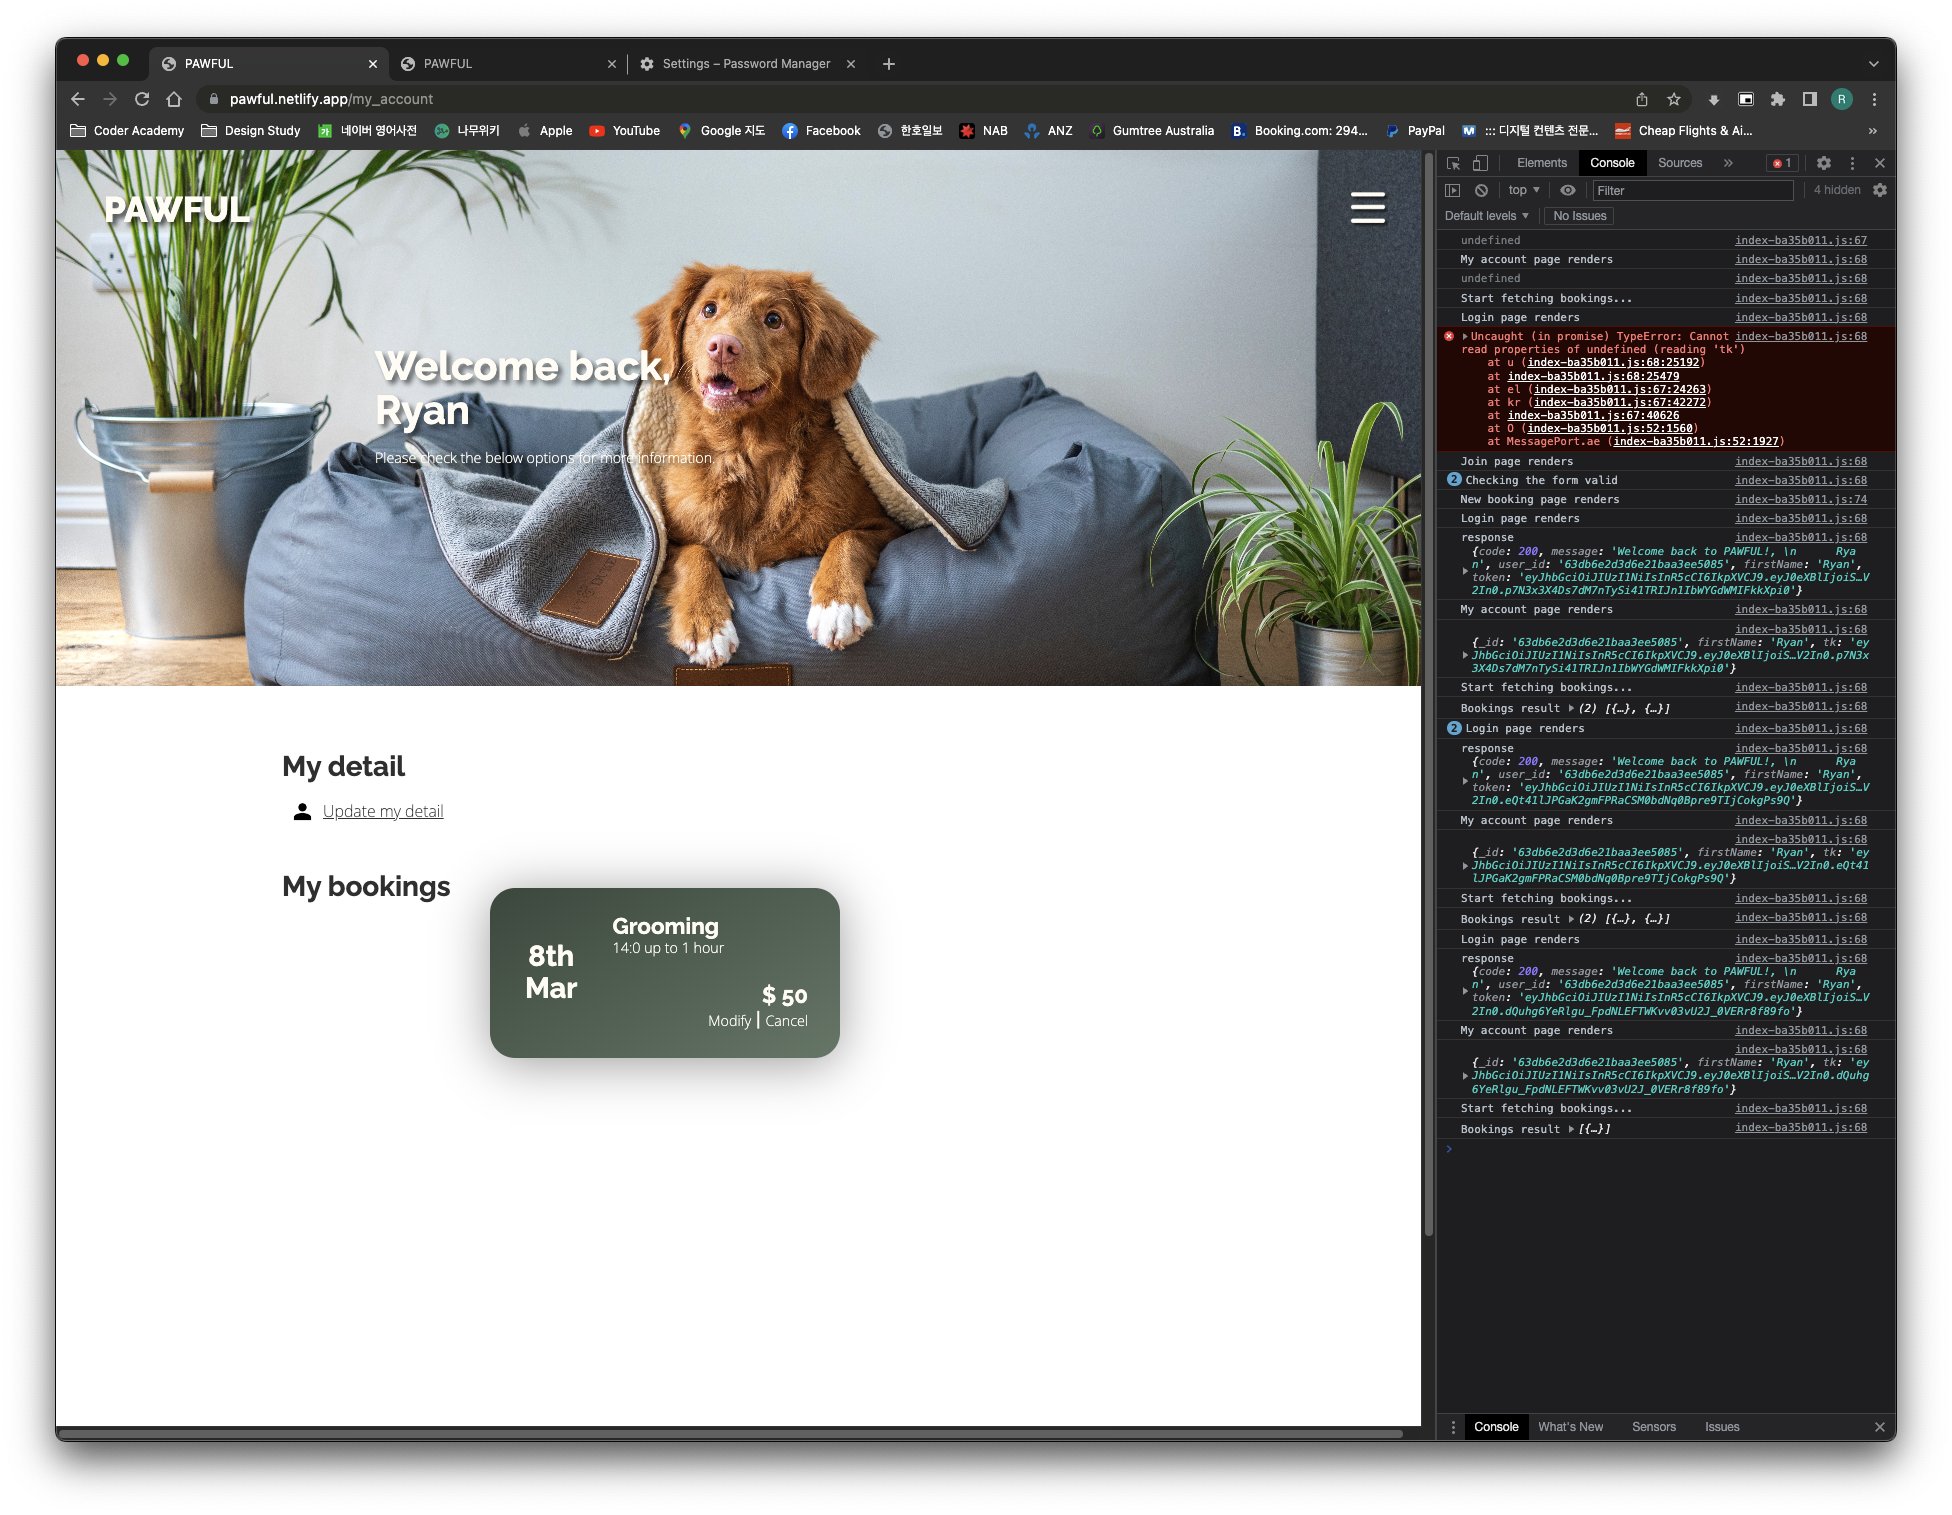 PAWFUL
PAWFUL
Settings – Password Manager
pawful.netlify.app/my_account
R
Coder Academy
Design Study
네이버 영어사전
나무위키
Apple
YouTube
Google 지도
Facebook
한호일보
NAB
ANZ
Gumtree Australia
Booking.com: 294...
PayPal
::: 디지털 컨텐츠 전문...
Cheap Flights & Ai...
»
PAWFUL
Welcome back,
Ryan
Please check the below options for more information.
My detail
Update my detail
My bookings
8th
Mar
Grooming
14:0 up to 1 hour
$ 50
Modify | Cancel
Elements
Console
Sources
»
1
top
Filter
4 hidden
Default levels
No Issues
undefined index-ba35b011.js:67
My account page renders index-ba35b011.js:68
undefined index-ba35b011.js:68
Start fetching bookings... index-ba35b011.js:68
Login page renders index-ba35b011.js:68
Uncaught (in promise) TypeError: Cannot index-ba35b011.js:68
read properties of undefined (reading 'tk')
at u (index-ba35b011.js:68:25192)
at index-ba35b011.js:68:25479
at el (index-ba35b011.js:67:24263)
at kr (index-ba35b011.js:67:42272)
at index-ba35b011.js:67:40626
at O (index-ba35b011.js:52:1560)
at MessagePort.ae (index-ba35b011.js:52:1927)
Join page renders index-ba35b011.js:68
2 Checking the form valid index-ba35b011.js:68
New booking page renders index-ba35b011.js:74
Login page renders index-ba35b011.js:68
response index-ba35b011.js:68
{code: 200, message: 'Welcome back to PAWFUL!, \n Rya
n', user_id: '63db6e2d3d6e21baa3ee5085', firstName: 'Ryan',
token: 'eyJhbGciOiJIUzI1NiIsInR5cCI6IkpXVCJ9.eyJ0eXBlIjoiS…V
2In0.p7N3x3X4Ds7dM7nTySi41TRIJn1IbWYGdWMIFkkXpi0'}
My account page renders index-ba35b011.js:68
index-ba35b011.js:68
{_id: '63db6e2d3d6e21baa3ee5085', firstName: 'Ryan', tk: 'ey
JhbGciOiJIUzI1NiIsInR5cCI6IkpXVCJ9.eyJ0eXBlIjoiS…V2In0.p7N3x
3X4Ds7dM7nTySi41TRIJn1IbWYGdWMIFkkXpi0'}
Start fetching bookings... index-ba35b011.js:68
Bookings result (2) [{…}, {…}] index-ba35b011.js:68
2 Login page renders index-ba35b011.js:68
response index-ba35b011.js:68
{code: 200, message: 'Welcome back to PAWFUL!, \n Rya
n', user_id: '63db6e2d3d6e21baa3ee5085', firstName: 'Ryan',
token: 'eyJhbGciOiJIUzI1NiIsInR5cCI6IkpXVCJ9.eyJ0eXBlIjoiS…V
2In0.eQt41lJPGaK2gmFPRaCSM0bdNq0Bpre9TIjCokgPs9Q'}
My account page renders index-ba35b011.js:68
index-ba35b011.js:68
{_id: '63db6e2d3d6e21baa3ee5085', firstName: 'Ryan', tk: 'ey
JhbGciOiJIUzI1NiIsInR5cCI6IkpXVCJ9.eyJ0eXBlIjoiS…V2In0.eQt41
lJPGaK2gmFPRaCSM0bdNq0Bpre9TIjCokgPs9Q'}
Start fetching bookings... index-ba35b011.js:68
Bookings result (2) [{…}, {…}] index-ba35b011.js:68
Login page renders index-ba35b011.js:68
response index-ba35b011.js:68
{code: 200, message: 'Welcome back to PAWFUL!, \n Rya
n', user_id: '63db6e2d3d6e21baa3ee5085', firstName: 'Ryan',
token: 'eyJhbGciOiJIUzI1NiIsInR5cCI6IkpXVCJ9.eyJ0eXBlIjoiS…V
2In0.dQuhg6YeRlgu_FpdNLEFTWKvv03vU2J_0VERr8f89fo'}
My account page renders index-ba35b011.js:68
index-ba35b011.js:68
{_id: '63db6e2d3d6e21baa3ee5085', firstName: 'Ryan', tk: 'ey
JhbGciOiJIUzI1NiIsInR5cCI6IkpXVCJ9.eyJ0eXBlIjoiS…V2In0.dQuhg
6YeRlgu_FpdNLEFTWKvv03vU2J_0VERr8f89fo'}
Start fetching bookings... index-ba35b011.js:68
Bookings result [{…}] index-ba35b011.js:68
Console
What's New
Sensors
Issues